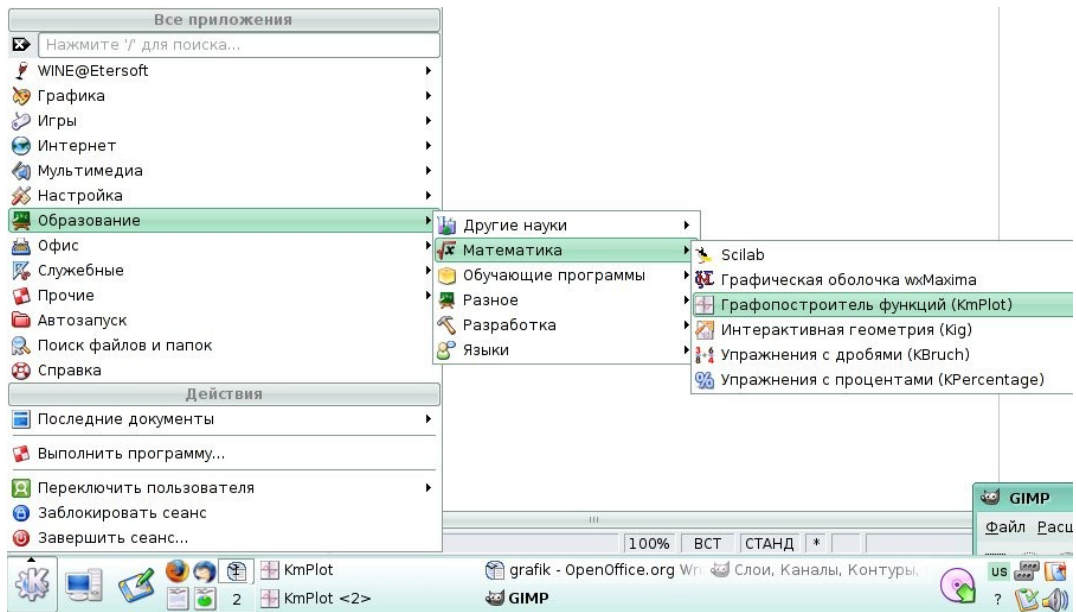 Все приложения
Нажмите '/' для поиска...
WINE@Etersoft
Графика
Игры
Интернет
Мультимедиа
Настройка
Образование
Офис
Служебные
Прочие
Автозапуск
Поиск файлов и папок
Справка
Действия
Последние документы
Выполнить программу...
Переключить пользователя
Заблокировать сеанс
Завершить сеанс...
Другие науки
Математика
Обучающие программы
Разное
Разработка
Языки
Scilab
Графическая оболочка wxMaxima
Графопостроитель функций (KmPlot)
Интерактивная геометрия (Kig)
Упражнения с дробями (KBruch)
Упражнения с процентами (KPercentage)
GIMP
Файл Расш
100% ВСТ СТАНД *
KmPlot grafik - OpenOffice.org Wri Слои, Каналы, Контуры, US
2 KmPlot <2> GIMP ?